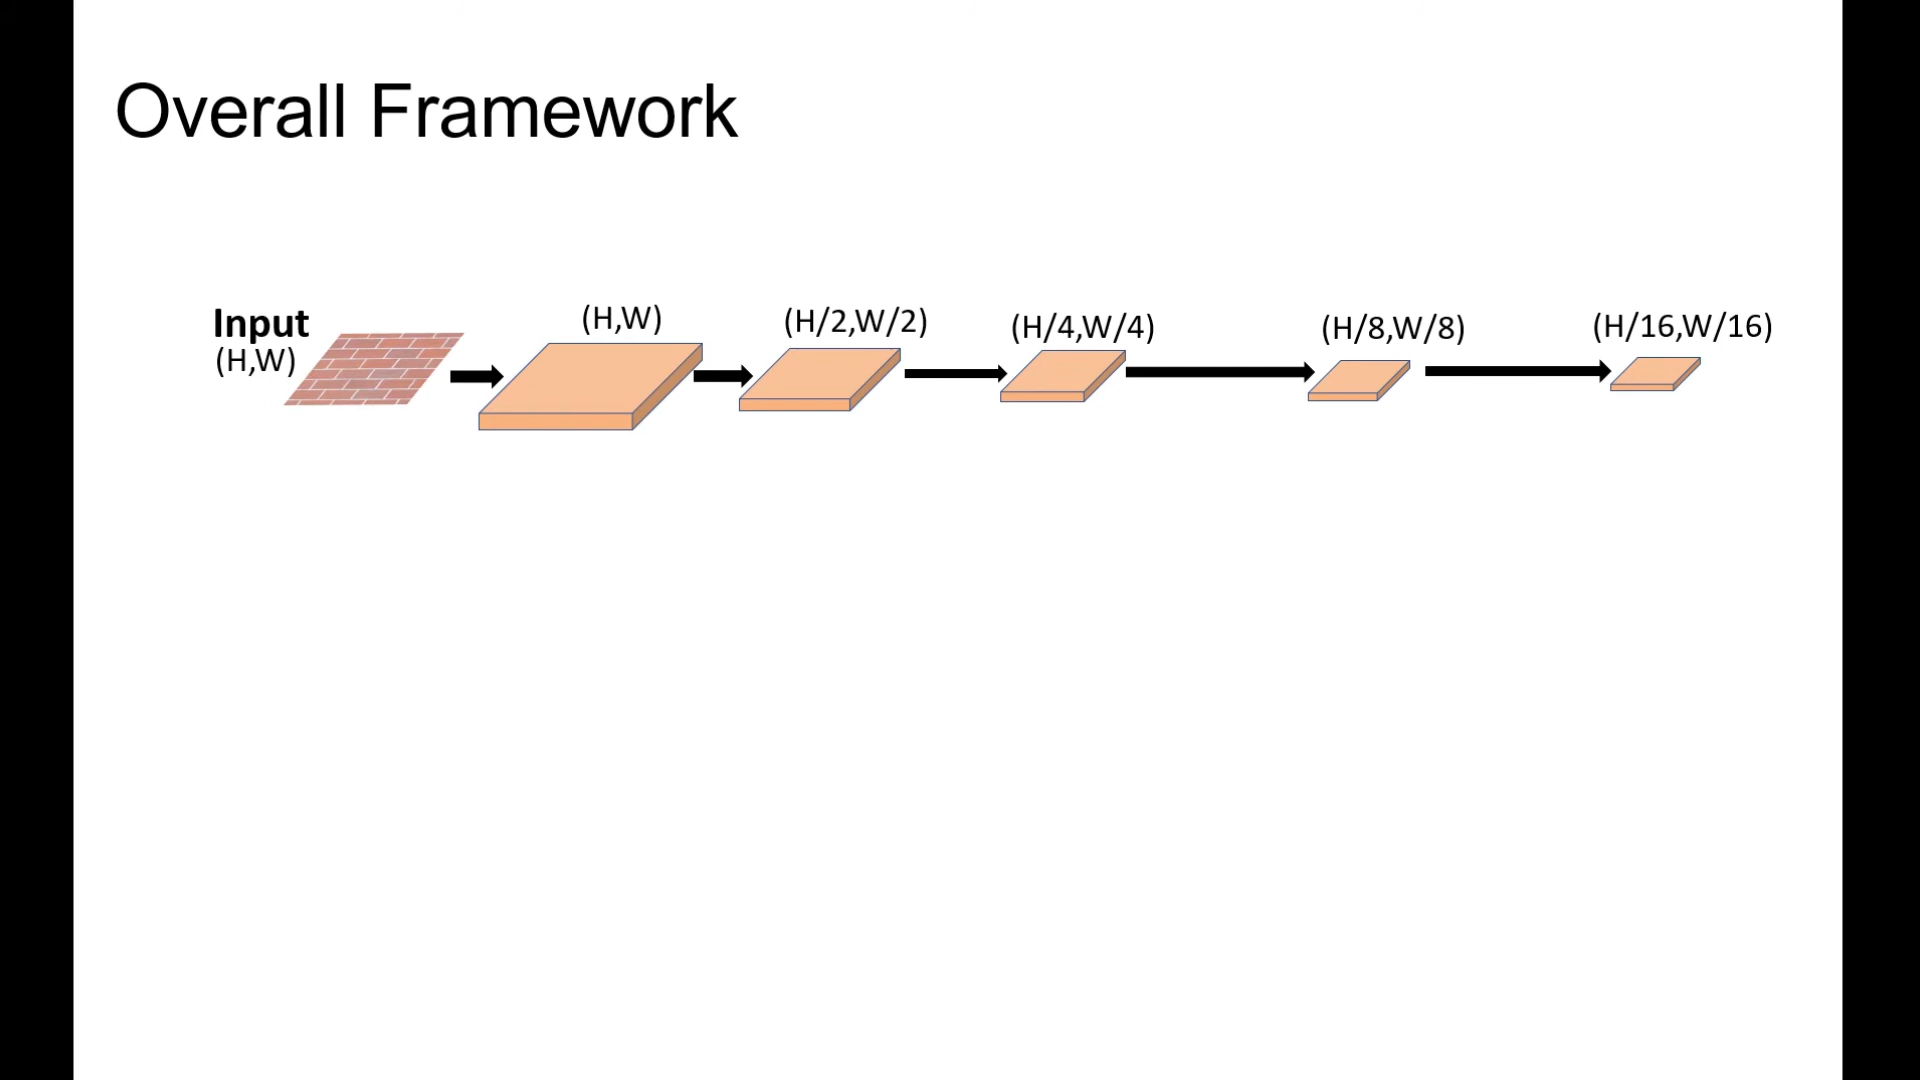 Overall Framework
Input
(H,W)
(H,W)
(H/2,W/2)
(H/4,W/4)
(H/8,W/8)
(H/16,W/16)